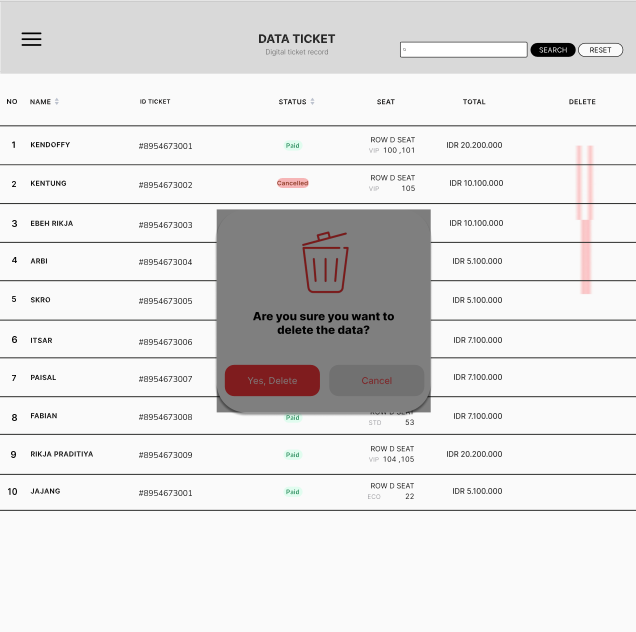 DATA TICKET
Digital ticket record
SEARCH RESET
NO NAME ID TICKET STATUS SEAT TOTAL DELETE
1 KENDOFFY #8954673001 Paid ROW D SEAT VIP 100 ,101 IDR 20.200.000
2 KENTUNG #8954673002 Cancelled ROW D SEAT VIP 105 IDR 10.100.000
3 EBEH RIKJA #8954673003 IDR 10.100.000
4 ARBI #8954673004 IDR 5.100.000
5 SKRO #8954673005 IDR 5.100.000
6 ITSAR #8954673006 IDR 7.100.000
7 PAISAL #8954673007 IDR 7.100.000
8 FABIAN #8954673008 Paid ROW D SEAT STD 53 IDR 7.100.000
9 RIKJA PRADITIYA #8954673009 Paid ROW D SEAT VIP 104 ,105 IDR 20.200.000
10 JAJANG #8954673001 Paid ROW D SEAT ECO 22 IDR 5.100.000
Are you sure you want to
delete the data?
Yes, Delete Cancel